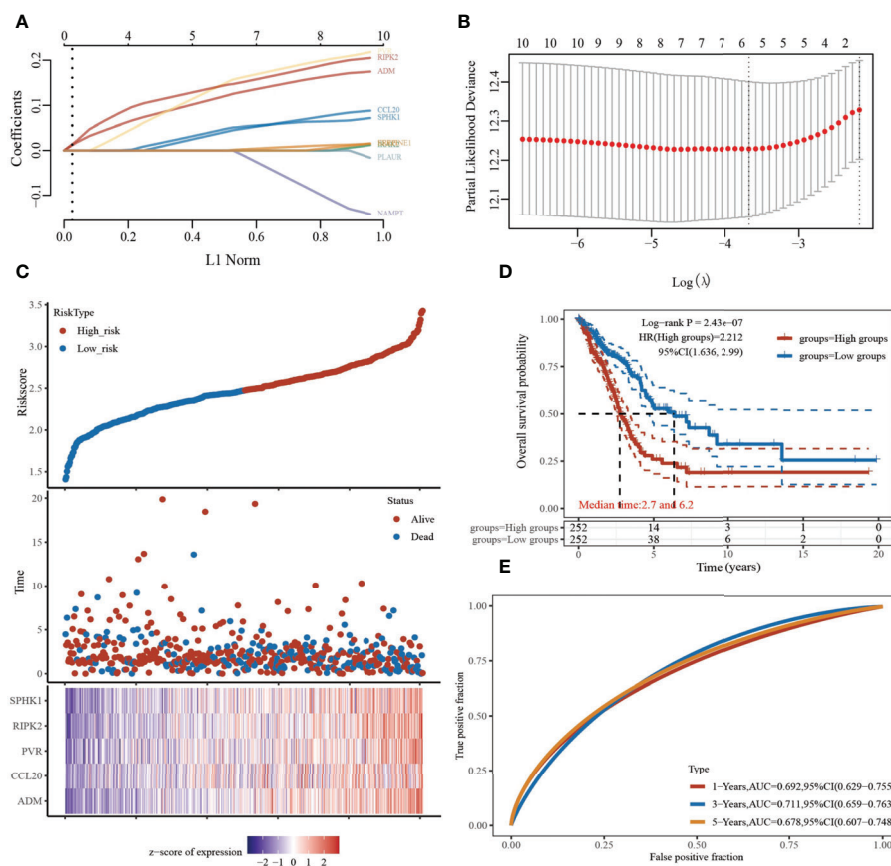 A
0 4 6 7 9 10
Coefficients
0.2
0.1
0.0
−0.1
RIPK2
ADM
CCL20
SPHK1
PLAUR
NAMPT
0.0 0.2 0.4 0.6 0.8 1.0
L1 Norm
B
10 10 10 9 9 8 8 7 7 7 6 5 5 4 2
Partial Likelihood Deviance
12.4
12.3
12.2
12.1
−6 −5 −4 −3
Log(λ)
C
RiskType
High_risk
Low_risk
Riskscore
3.5
3.0
2.5
2.0
1.5
Status
Alive
Dead
Time
20
15
10
5
0
SPHK1
RIPK2
PVR
CCL20
ADM
z−score of expression
−2 −1 0 1 2
D
Log−rank P = 2.43e−07
HR(High groups)=2.212
95%CI(1.636, 2.99)
groups=High groups
groups=Low groups
Overall survival probability
1.00
0.75
0.50
0.25
0.00
Median time:2.7 and 6.2
groups=High groups 252 14 3 1 0
groups=Low groups 252 38 6 2 0
0 5 10 15 20
Time(years)
E
True positive fraction
1.00
0.75
0.50
0.25
0.00
Type
1−Years,AUC=0.692,95%CI(0.629−0.755
3−Years,AUC=0.711,95%CI(0.659−0.763
5−Years,AUC=0.678,95%CI(0.607−0.748
0.00 0.25 0.50 0.75 1.00
False positive fraction